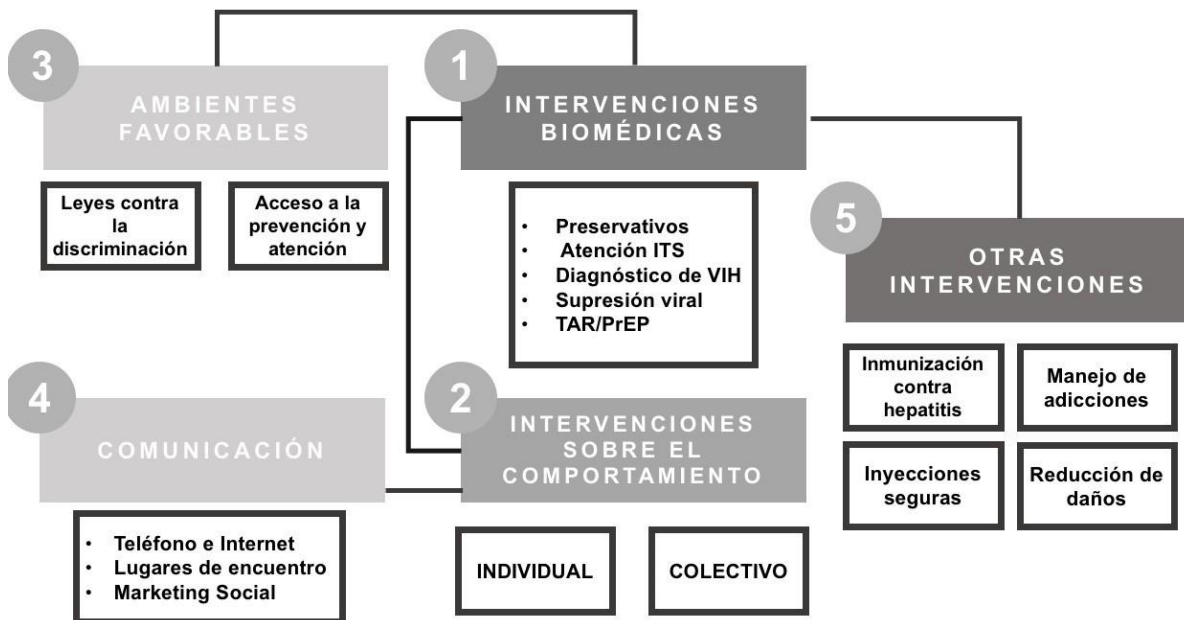 3
AMBIENTES
FAVORABLES
Leyes contra
la
discriminación
Acceso a la
prevención y
atención
1
INTERVENCIONES
BIOMÉDICAS
• Preservativos
• Atención ITS
• Diagnóstico de VIH
• Supresión viral
• TAR/PrEP
5
OTRAS
INTERVENCIONES
Inmunización
contra
hepatitis
Manejo de
adicciones
Inyecciones
seguras
Reducción de
daños
4
COMUNICACIÓN
• Teléfono e Internet
• Lugares de encuentro
• Marketing Social
2
INTERVENCIONES
SOBRE EL
COMPORTAMIENTO
INDIVIDUAL
COLECTIVO